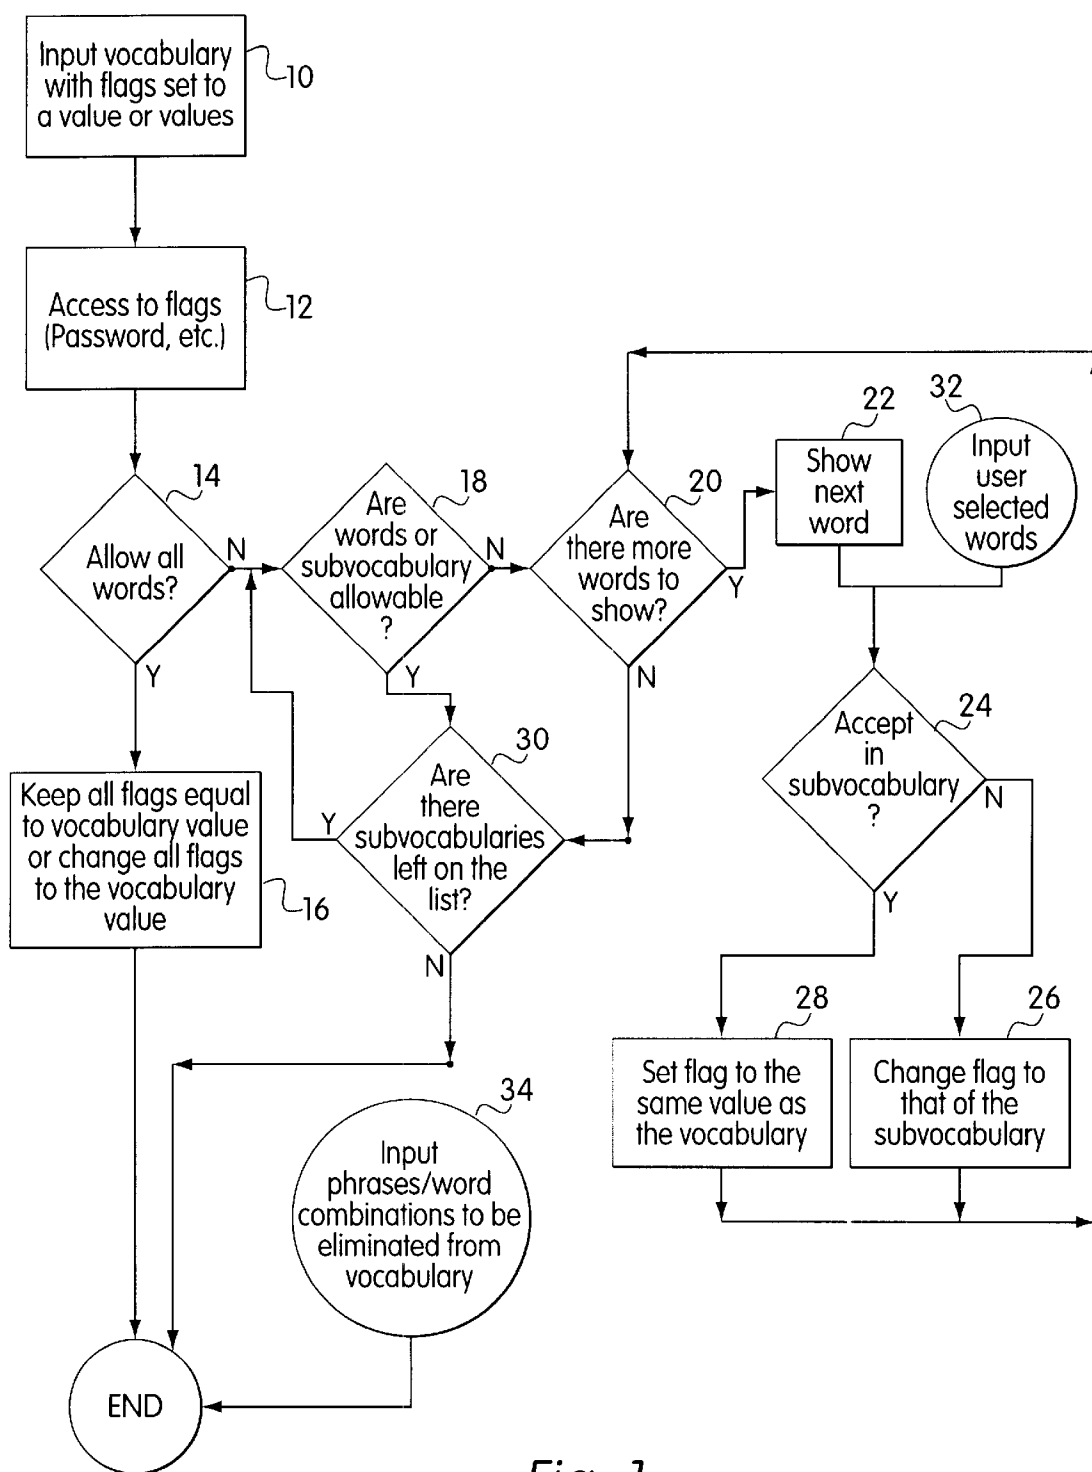 Input vocabulary
with flags set to
a value or values
10
Access to flags
(Password, etc.)
12
Allow all
words?
14
N
Y
Keep all flags equal
to vocabulary value
or change all flags
to the vocabulary
value
16
Are
words or
subvocabulary
allowable
?
18
N
Y
Are
there more
words to
show?
20
Y
N
Show
next
word
22
Input
user
selected
words
32
Accept
in
subvocabulary
?
24
N
Y
Are
there
subvocabularies
left on the
list?
30
Y
N
Set flag to the
same value as
the vocabulary
28
Change flag to
that of the
subvocabulary
26
Input
phrases/word
combinations to be
eliminated from
vocabulary
34
END
Fig. 1